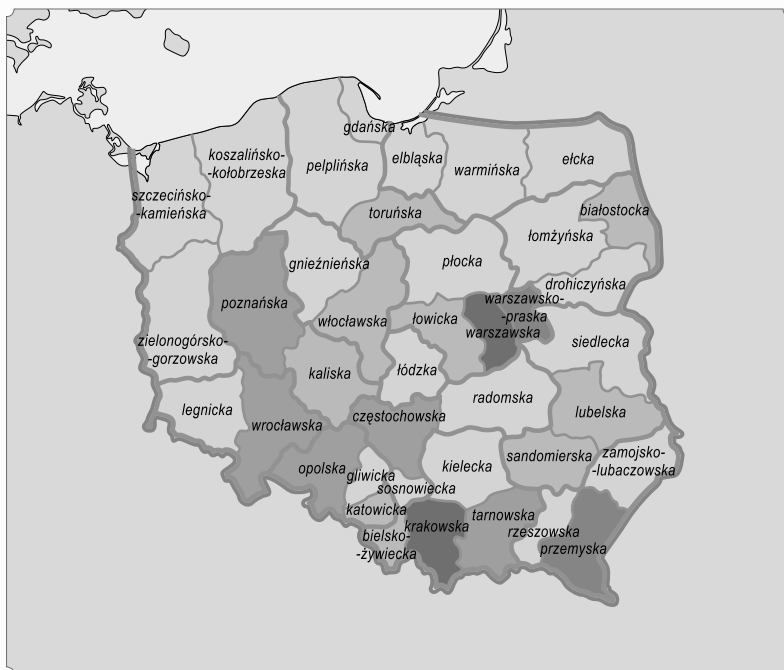 gdańska
koszalińsko-
-kołobrzeska
pelplińska
elbląska
warmińska
ełcka
szczecińsko-
-kamieńska
toruńska
białostocka
łomżyńska
gnieźnieńska
płocka
drohiczyńska
poznańska
włocławska
łowicka
warszawsko-
-praska
warszawska
zielonogórsko-
-gorzowska
siedlecka
kaliska
łódzka
radomska
legnicka
wrocławska
częstochowska
lubelska
opolska
gliwicka
sosnowiecka
kielecka
sandomierska
zamojsko-
-lubaczowska
katowicka
bielsko-
-żywiecka
krakowska
tarnowska
rzeszowska
przemyska